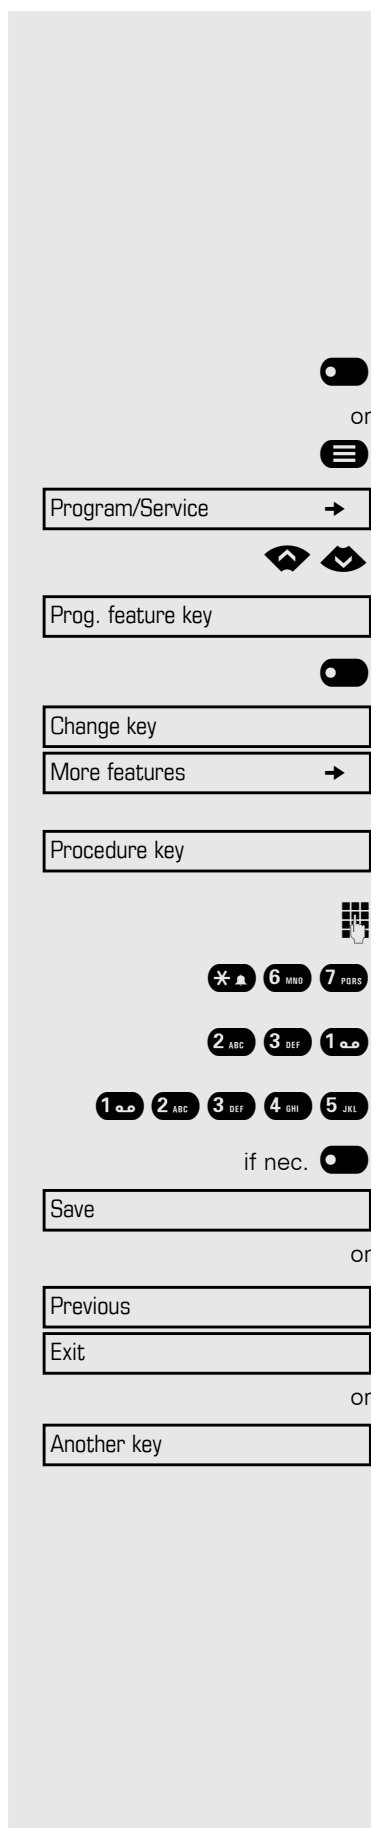 or
Program/Service
Prog. feature key
Change key
More features
Procedure key
* 6 MNO 7 PQRS
2 ABC 3 DEF 1
1 2 ABC 3 DEF 4 GHI 5 JKL
if nec.
Save
or
Previous
Exit
or
Another key